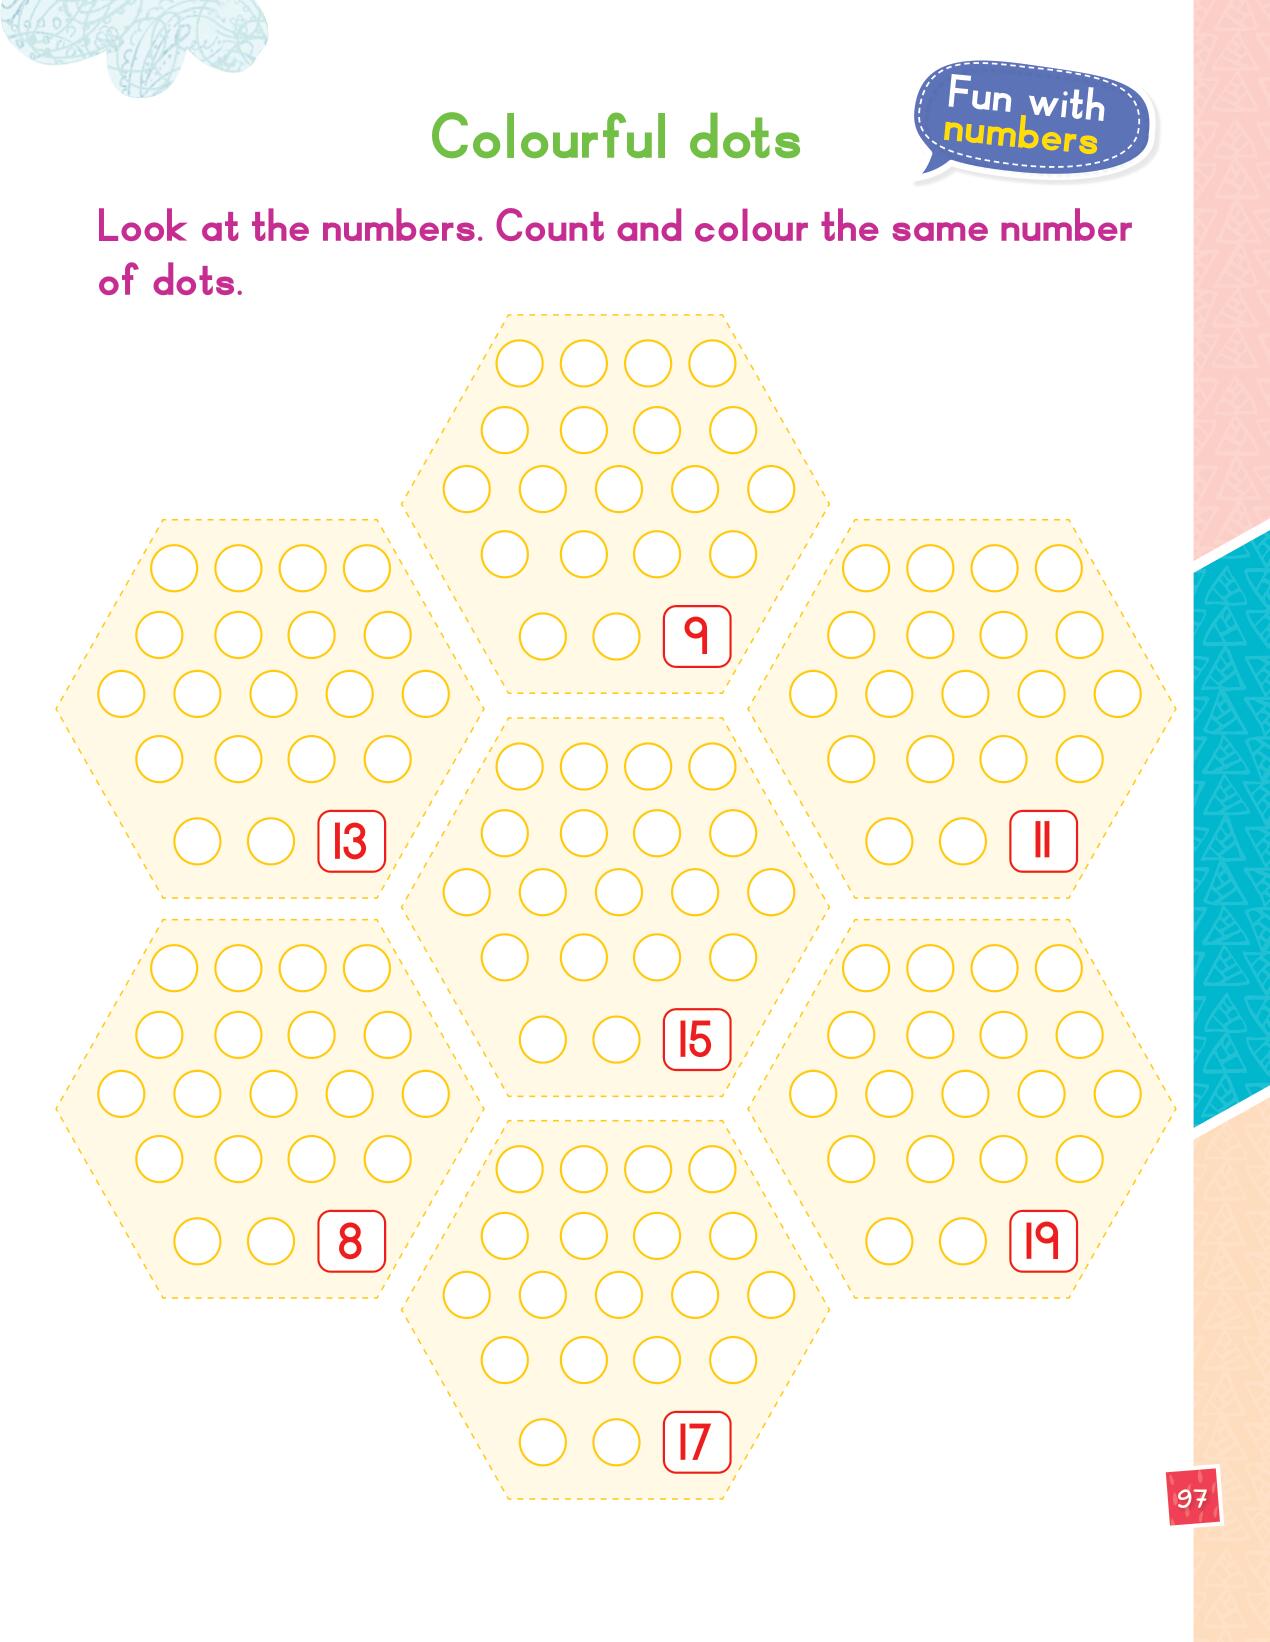 Fun with
numbers
Colourful dots
Look at the numbers. Count and colour the same number
of dots.
9
13
11
15
8
19
17
97